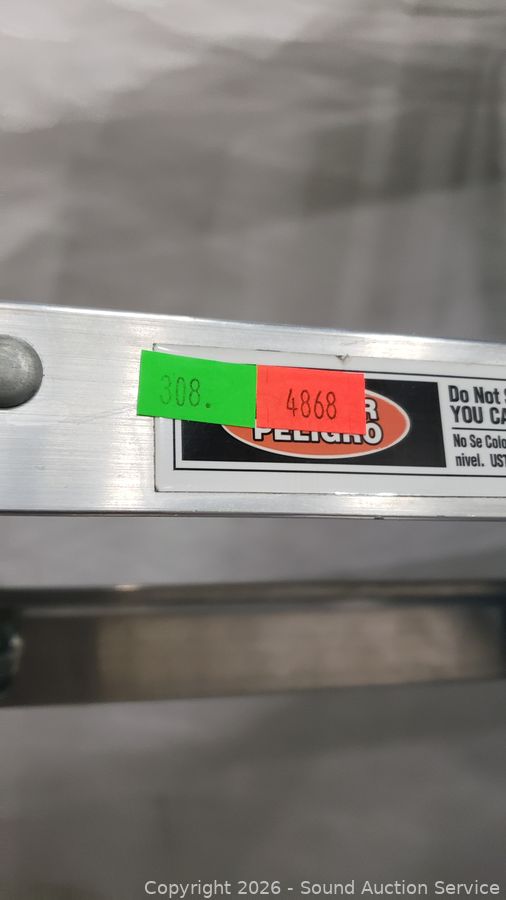 308.
4868
R
PELIGRO
Do Not
YOU CA
No Se Colo
nivel. UST
Copyright 2026 - Sound Auction Service